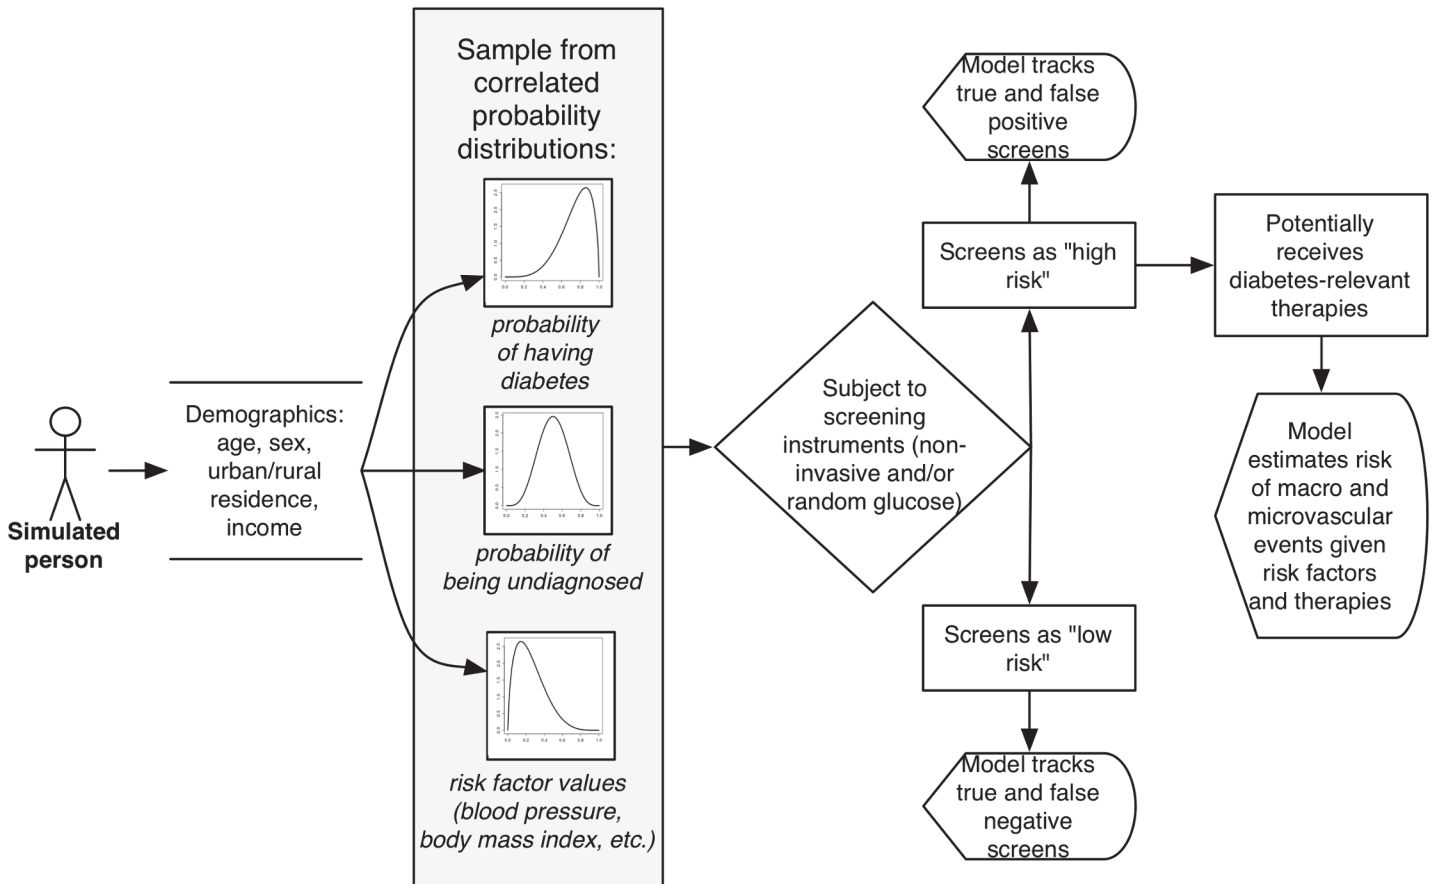 Simulated
person
Demographics:
age, sex,
urban/rural
residence,
income
Sample from
correlated
probability
distributions:
probability
of having
diabetes
probability of
being undiagnosed
risk factor values
(blood pressure,
body mass index, etc.)
Subject to
screening
instruments (non-
invasive and/or
random glucose)
Model tracks
true and false
positive
screens
Screens as "high
risk"
Potentially
receives
diabetes-relevant
therapies
Model
estimates risk
of macro and
microvascular
events given
risk factors
and therapies
Screens as "low
risk"
Model tracks
true and false
negative
screens